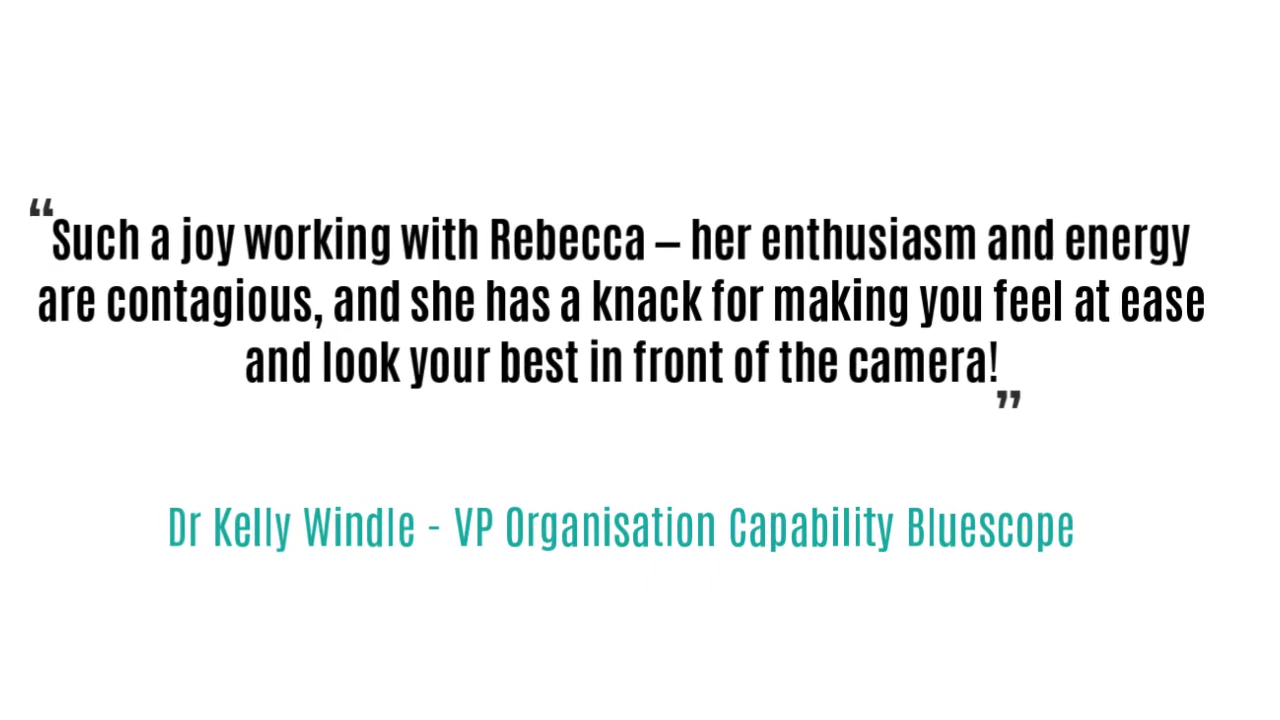 “Such a joy working with Rebecca – her enthusiasm and energy
are contagious, and she has a knack for making you feel at ease
and look your best in front of the camera!”
Dr Kelly Windle - VP Organisation Capability Bluescope